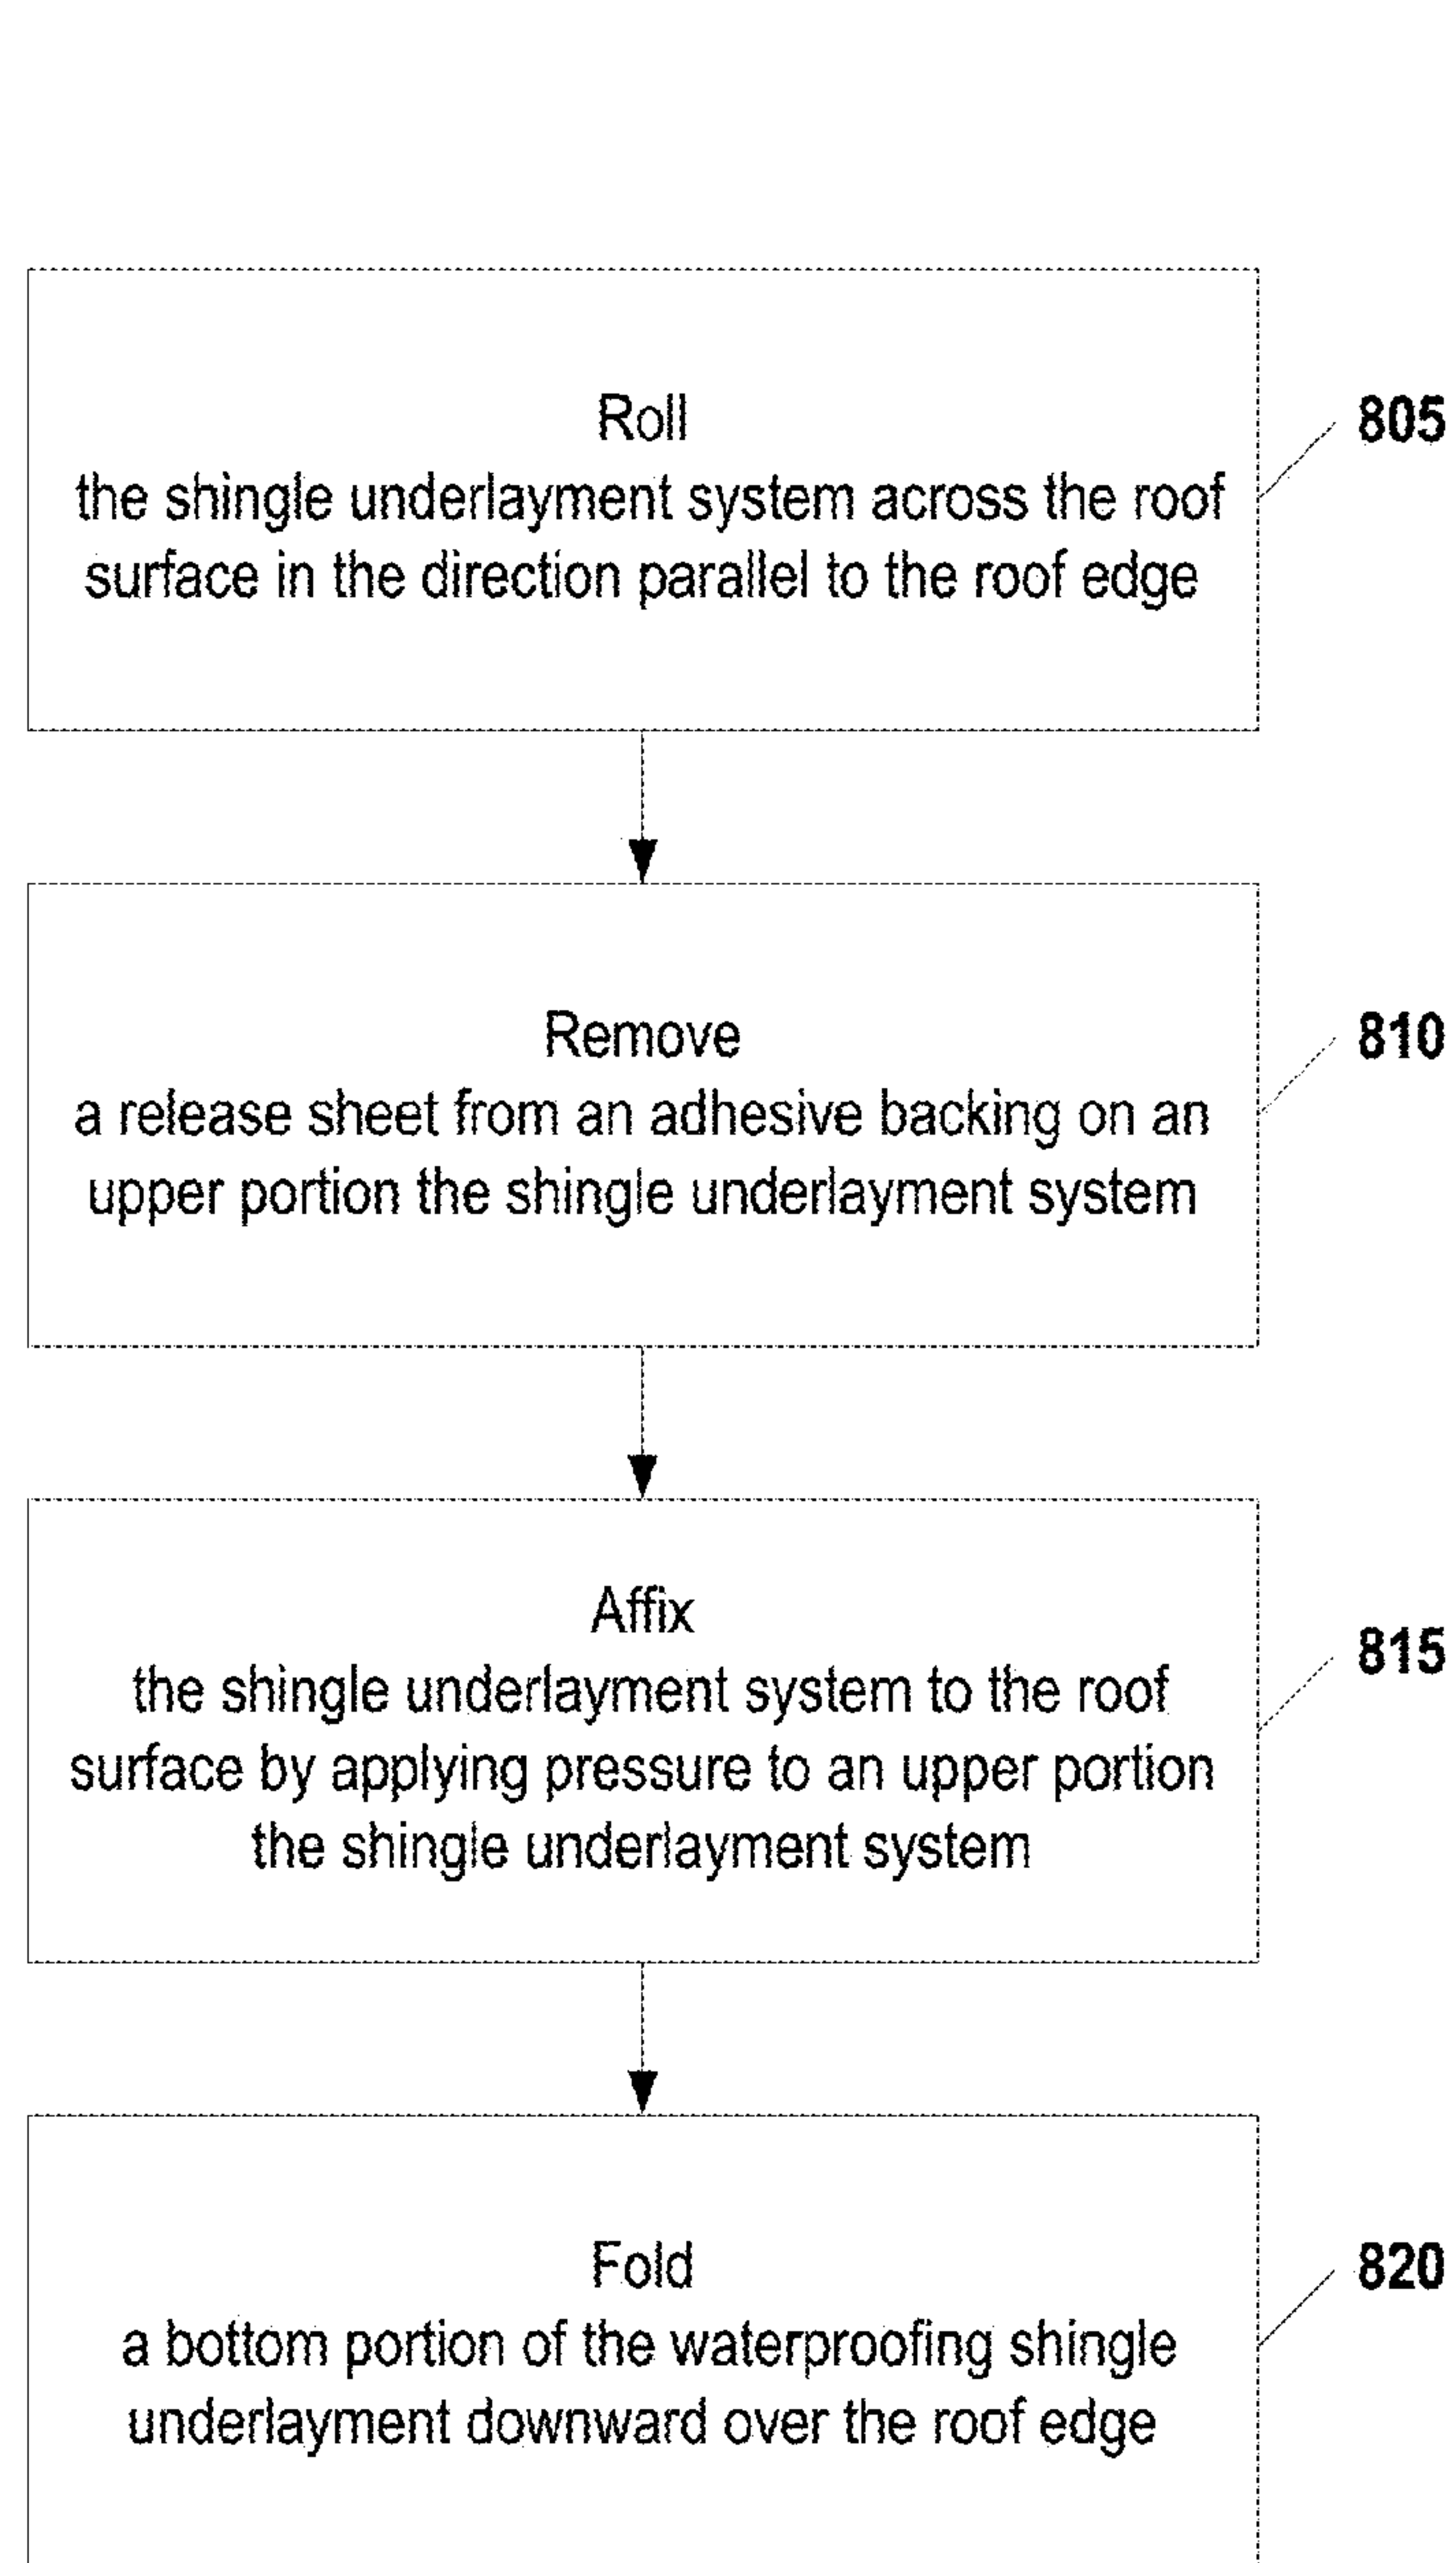 Roll
the shingle underlayment system across the roof
surface in the direction parallel to the roof edge
805
Remove
a release sheet from an adhesive backing on an
upper portion the shingle underlayment system
810
Affix
the shingle underlayment system to the roof
surface by applying pressure to an upper portion
the shingle underlayment system
815
Fold
a bottom portion of the waterproofing shingle
underlayment downward over the roof edge
820